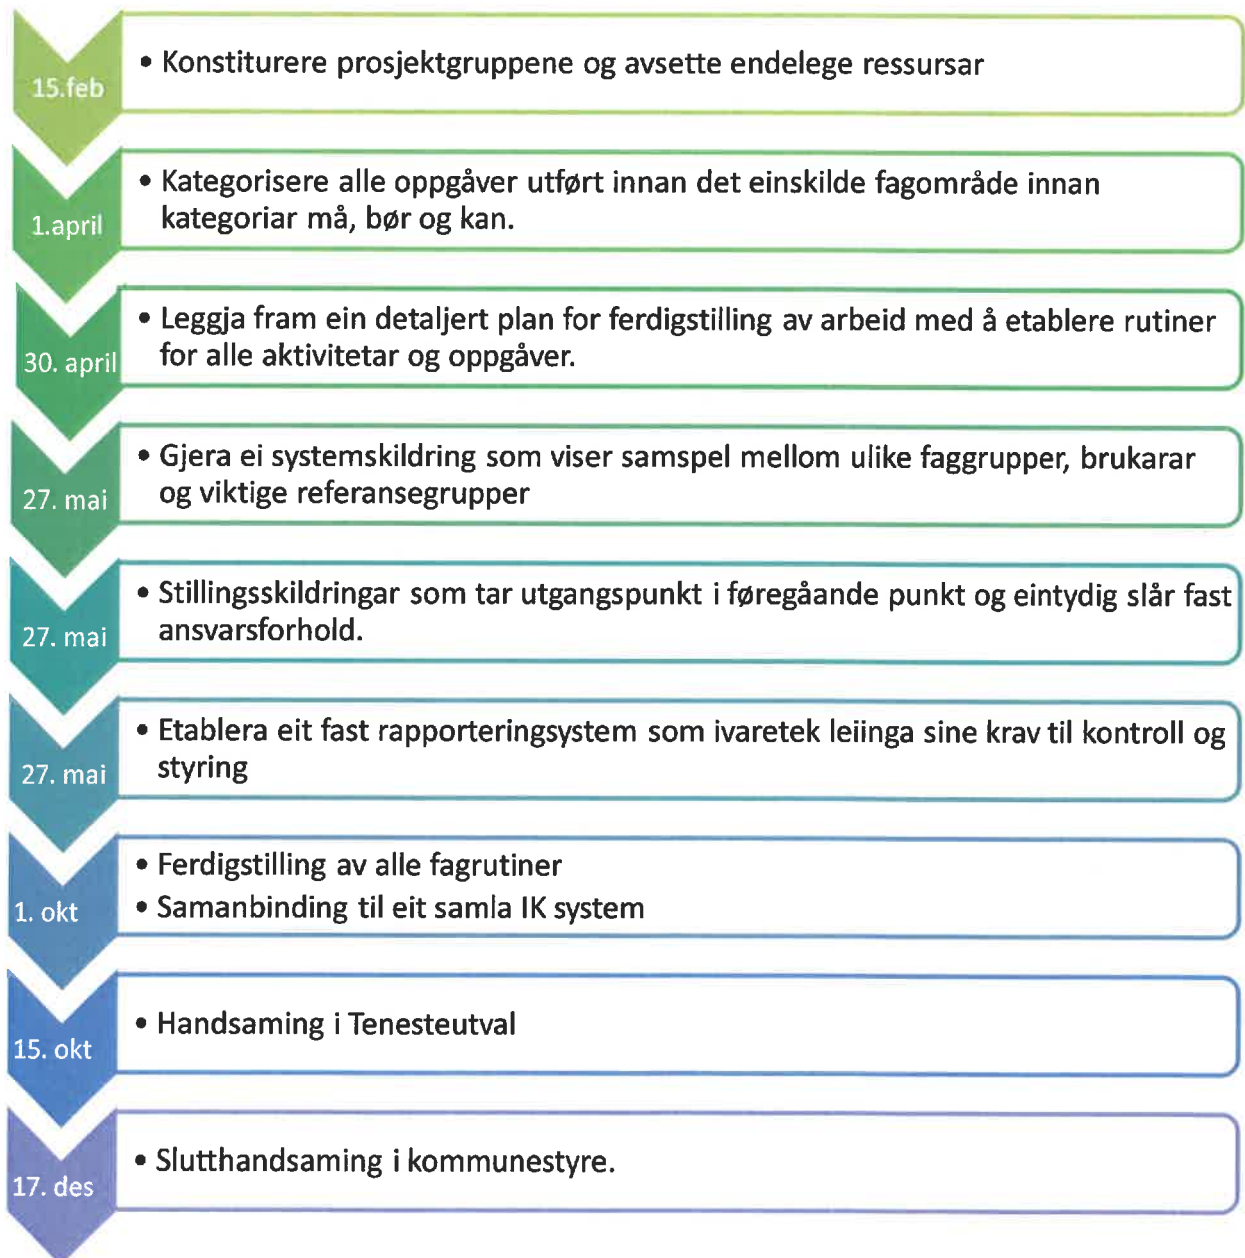 15.feb
• Konstiturere prosjektgruppene og avsette endelege ressursar
1.april
• Kategorisere alle oppgåver utført innan det einskilde fagområde innan
kategoriar må, bør og kan.
30. april
• Leggja fram ein detaljert plan for ferdigstilling av arbeid med å etablere rutiner
for alle aktivitetar og oppgåver.
27. mai
• Gjera ei systemskildring som viser samspel mellom ulike faggrupper, brukarar
og viktige referansegrupper
27. mai
• Stillingsskildringar som tar utgangspunkt i føregåande punkt og eintydig slår fast
ansvarsforhold.
27. mai
• Etablera eit fast rapporteringsystem som ivaretek leiinga sine krav til kontroll og
styring
1. okt
• Ferdigstilling av alle fagrutiner
• Samanbinding til eit samla IK system
15. okt
• Handsaming i Tenesteutval
17. des
• Slutthandsaming i kommunestyre.